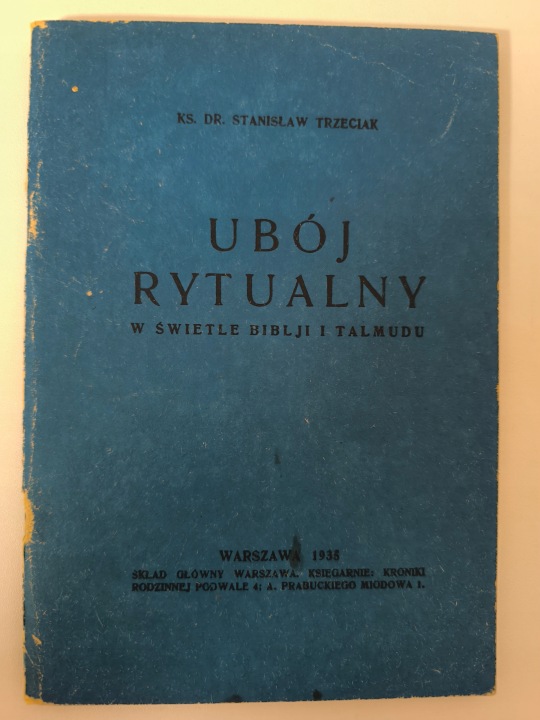 KS. DR. STANISŁAW TRZECIAK
UBÓJ
RYTUALNY
W ŚWIETLE BIBLJI I TALMUDU
WARSZAWA 1935
SKŁAD GŁÓWNY WARSZAWA. KSIĘGARNIE: KRONIKI
RODZINNEJ PODWALE 4; A. PRABUCKIEGO MIODOWA 1.